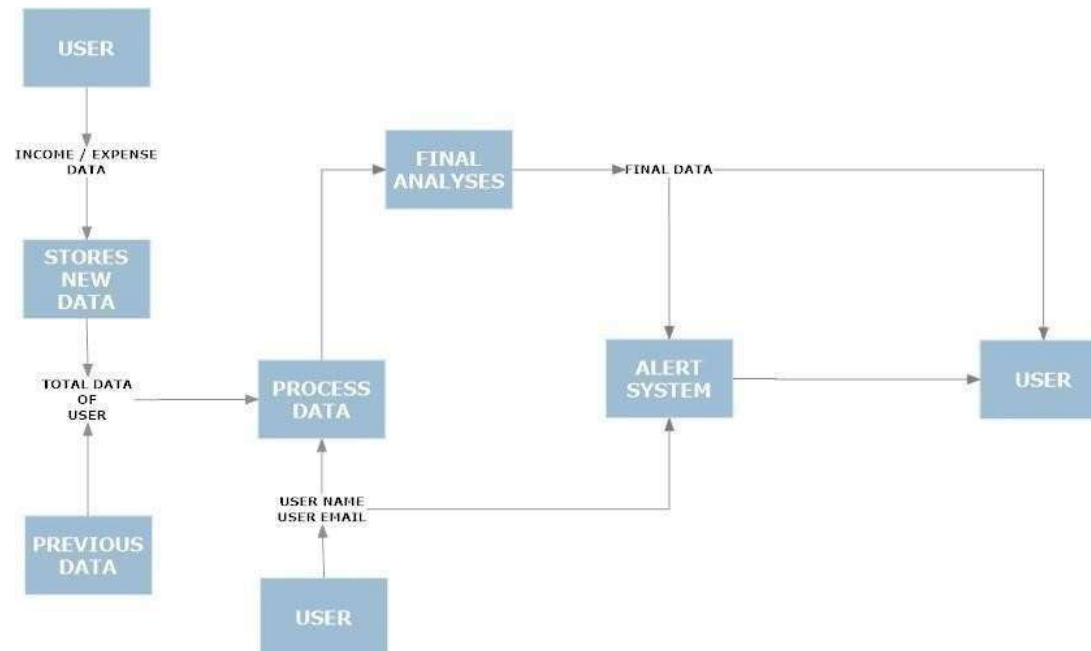 USER
INCOME / EXPENSE
DATA
STORES
NEW
DATA
TOTAL DATA
OF
USER
PREVIOUS
DATA
PROCESS
DATA
USER NAME
USER EMAIL
USER
FINAL
ANALYSES
FINAL DATA
ALERT
SYSTEM
USER